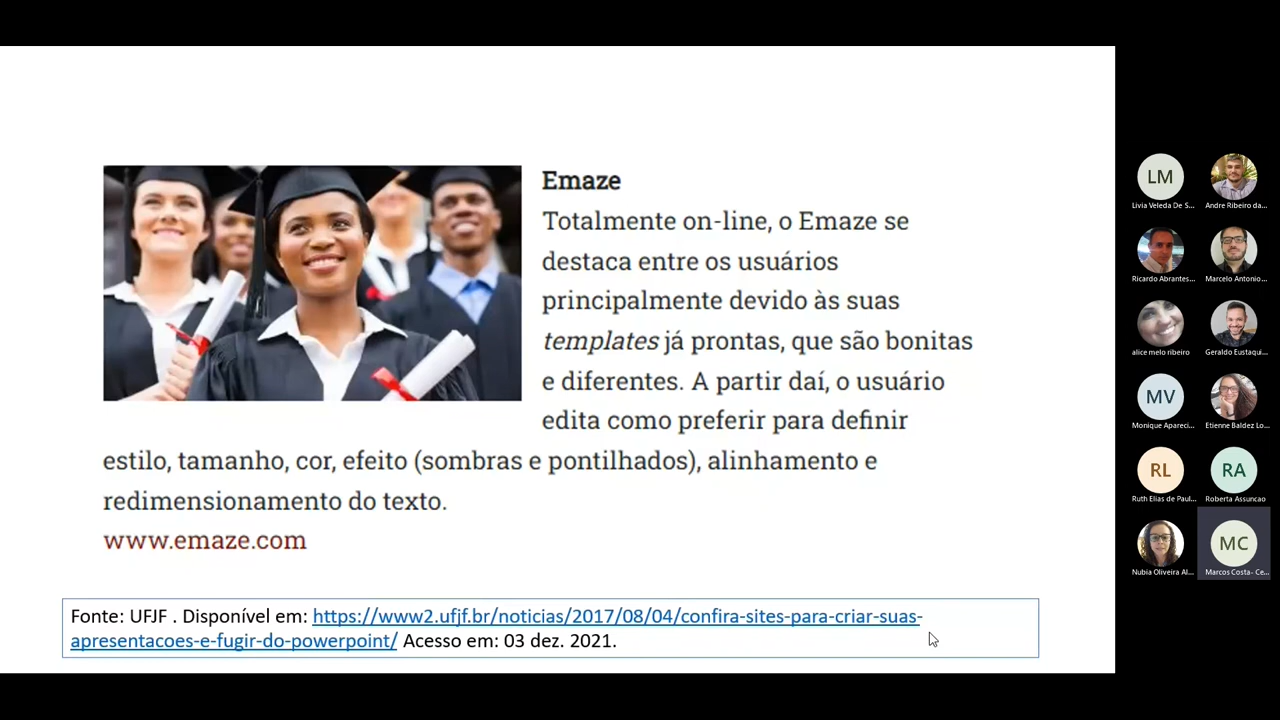 Emaze
Totalmente on-line, o Emaze se
destaca entre os usuários
principalmente devido às suas
templates já prontas, que são bonitas
e diferentes. A partir daí, o usuário
edita como preferir para definir
estilo, tamanho, cor, efeito (sombras e pontilhados), alinhamento e
redimensionamento do texto.
www.emaze.com
Fonte: UFJF . Disponível em: https://www2.ufjf.br/noticias/2017/08/04/confira-sites-para-criar-suas-
apresentacoes-e-fugir-do-powerpoint/ Acesso em: 03 dez. 2021.
LM
Livia Veleda De S...
Andre Ribeiro da...
Ricardo Abrantes...
Marcelo Antonio...
alice melo ribeiro
Geraldo Eustaqui...
MV
Monique Apareci...
Etienne Baldez Lo...
RL
Ruth Elias de Paul...
RA
Roberta Assuncao
Nubia Oliveira Al...
MC
Marcos Costa- Ce...